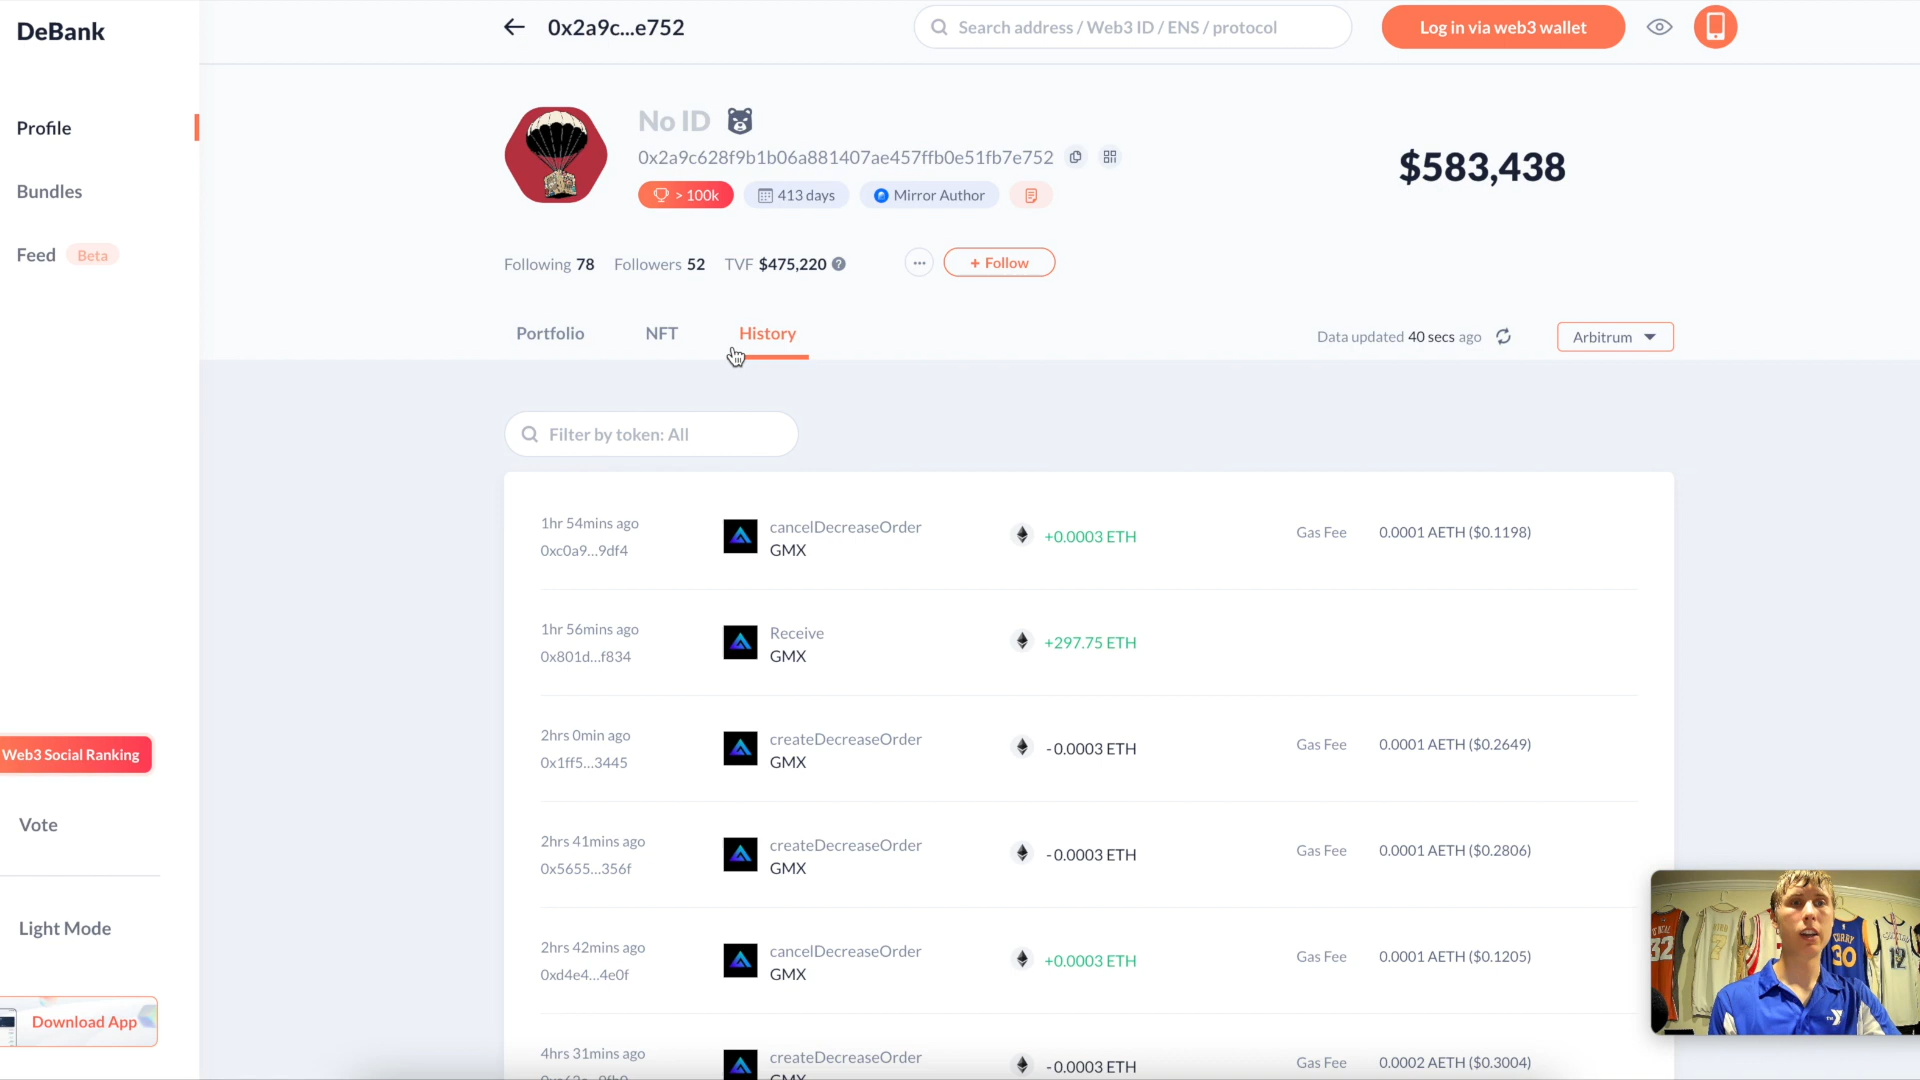 DeBank
0x2a9c...e752
Search address / Web3 ID / ENS / protocol
Log in via web3 wallet
Profile
Bundles
Feed Beta
Web3 Social Ranking
Vote
Light Mode
Download App
No ID
0x2a9c628f9b1b06a881407ae457ffb0e51fb7e752
> 100k
413 days
Mirror Author
$583,438
Following 78 Followers 52 TVF $475,220 ?
+ Follow
Portfolio
NFT
History
Data updated 40 secs ago
Arbitrum
Filter by token: All
1hr 54mins ago
0xc0a9...9df4
cancelDecreaseOrder
GMX
+0.0003 ETH
Gas Fee
0.0001 AETH ($0.1198)
1hr 56mins ago
0x801d...f834
Receive
GMX
+297.75 ETH
2hrs 0min ago
0x1ff5...3445
createDecreaseOrder
GMX
-0.0003 ETH
Gas Fee
0.0001 AETH ($0.2649)
2hrs 41mins ago
0x5655...356f
createDecreaseOrder
GMX
-0.0003 ETH
Gas Fee
0.0001 AETH ($0.2806)
2hrs 42mins ago
0xd4e4...4e0f
cancelDecreaseOrder
GMX
+0.0003 ETH
Gas Fee
0.0001 AETH ($0.1205)
4hrs 31mins ago
createDecreaseOrder
GMX
-0.0003 ETH
Gas Fee
0.0002 AETH ($0.3004)
32
CURRY
30